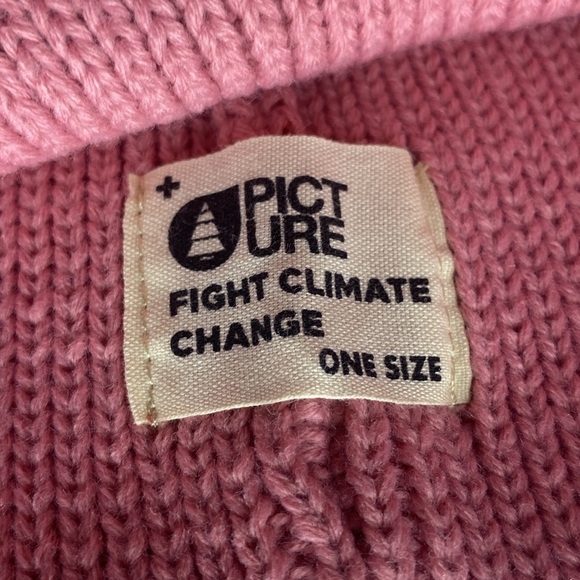 +
PICT
URE
FIGHT CLIMATE
CHANGE
ONE SIZE